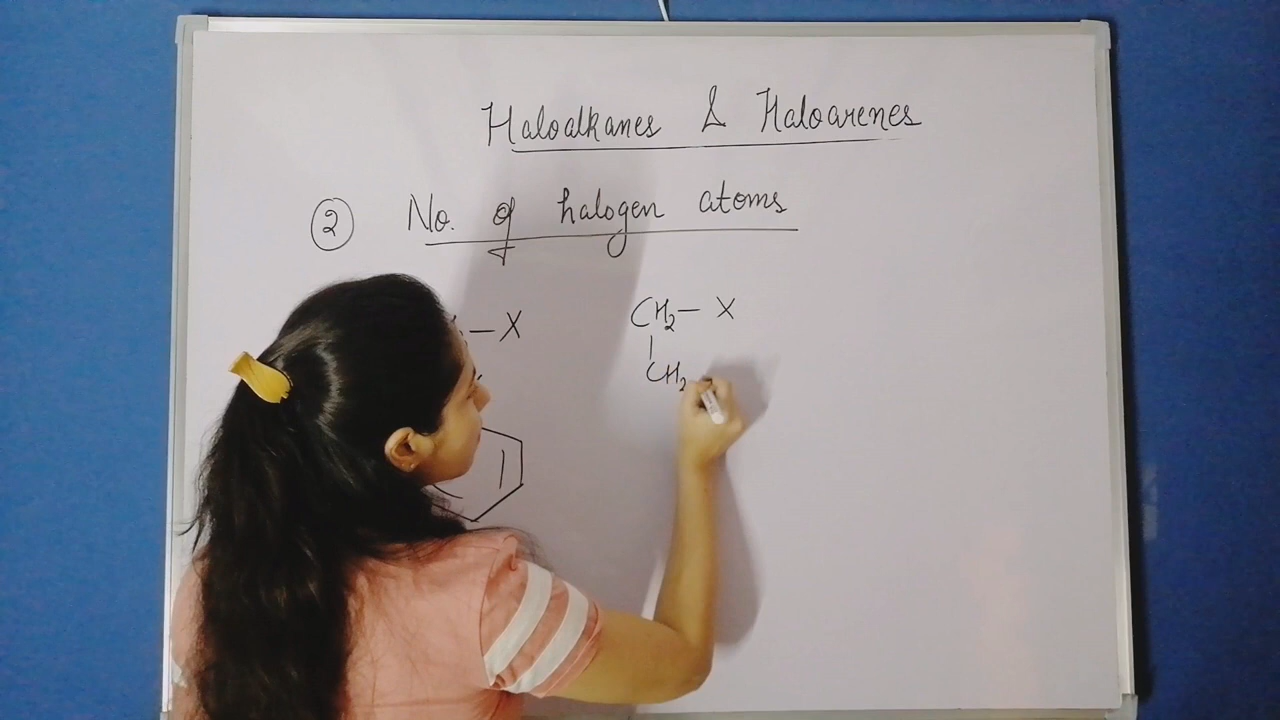 Haloalkanes & Haloarenes
② No. of halogen atoms
– X
CH₂ – X
|
CH₂